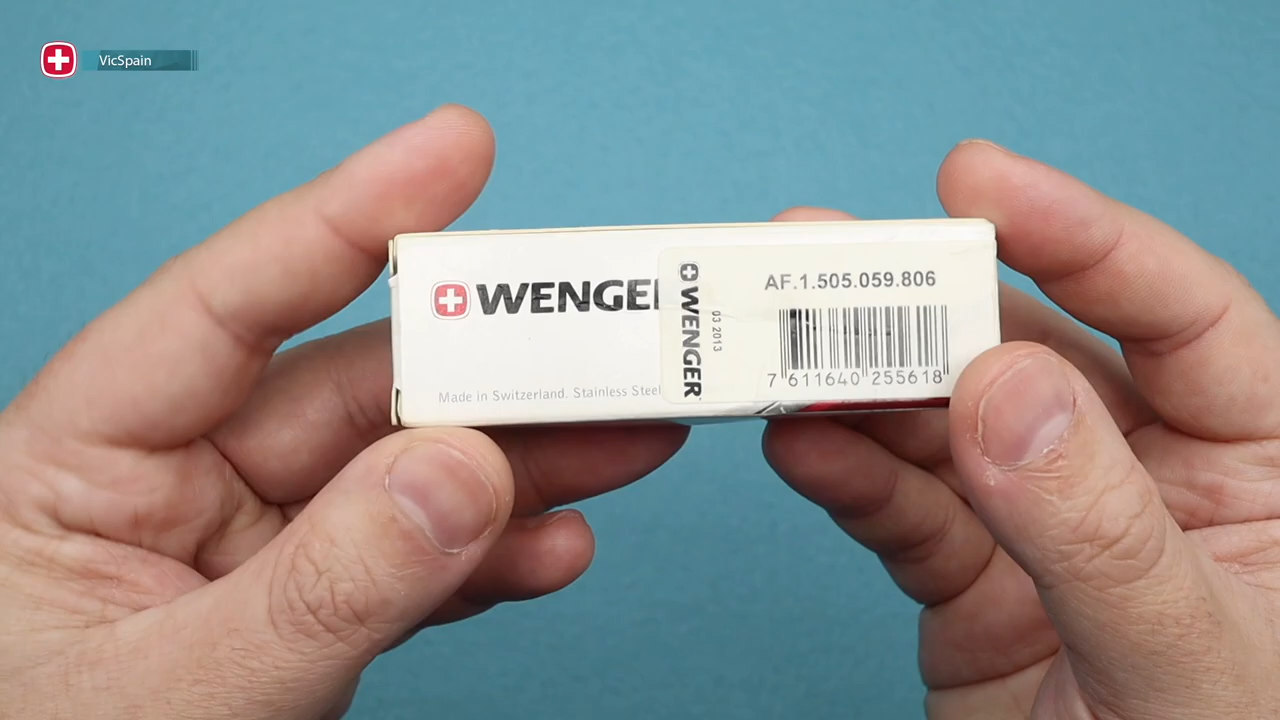 VicSpain
WENGER
Made in Switzerland. Stainless Steel
WENGER
03 2013
AF.1.505.059.806
7 611640 255618